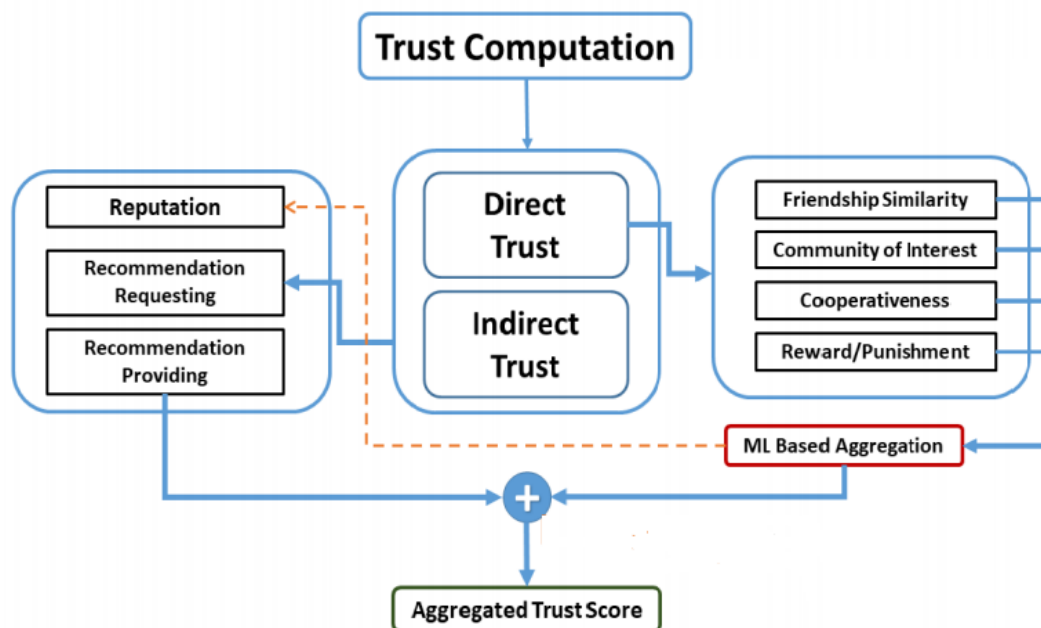 Trust Computation
Reputation
Recommendation
Requesting
Recommendation
Providing
Direct
Trust
Indirect
Trust
Friendship Similarity
Community of Interest
Cooperativeness
Reward/Punishment
ML Based Aggregation
+
Aggregated Trust Score